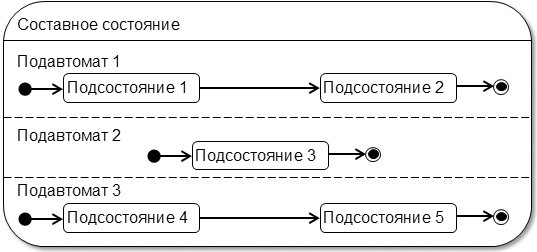 Составное состояние
Подавтомат 1
Подсостояние 1
Подсостояние 2
Подавтомат 2
Подсостояние 3
Подавтомат 3
Подсостояние 4
Подсостояние 5